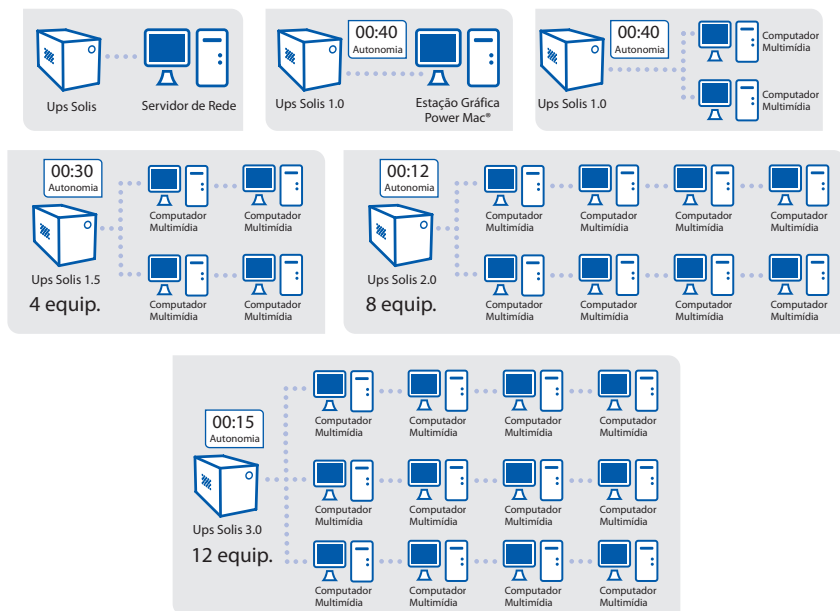 Ups Solis
Servidor de Rede
00:40
Autonomia
Ups Solis 1.0
Estação Gráfica
Power Mac®
00:40
Autonomia
Ups Solis 1.0
Computador
Multimídia
Computador
Multimídia
00:30
Autonomia
Ups Solis 1.5
4 equip.
Computador
Multimídia
Computador
Multimídia
Computador
Multimídia
Computador
Multimídia
00:12
Autonomia
Ups Solis 2.0
8 equip.
Computador
Multimídia
Computador
Multimídia
Computador
Multimídia
Computador
Multimídia
Computador
Multimídia
Computador
Multimídia
Computador
Multimídia
Computador
Multimídia
00:15
Autonomia
Ups Solis 3.0
12 equip.
Computador
Multimídia
Computador
Multimídia
Computador
Multimídia
Computador
Multimídia
Computador
Multimídia
Computador
Multimídia
Computador
Multimídia
Computador
Multimídia
Computador
Multimídia
Computador
Multimídia
Computador
Multimídia
Computador
Multimídia